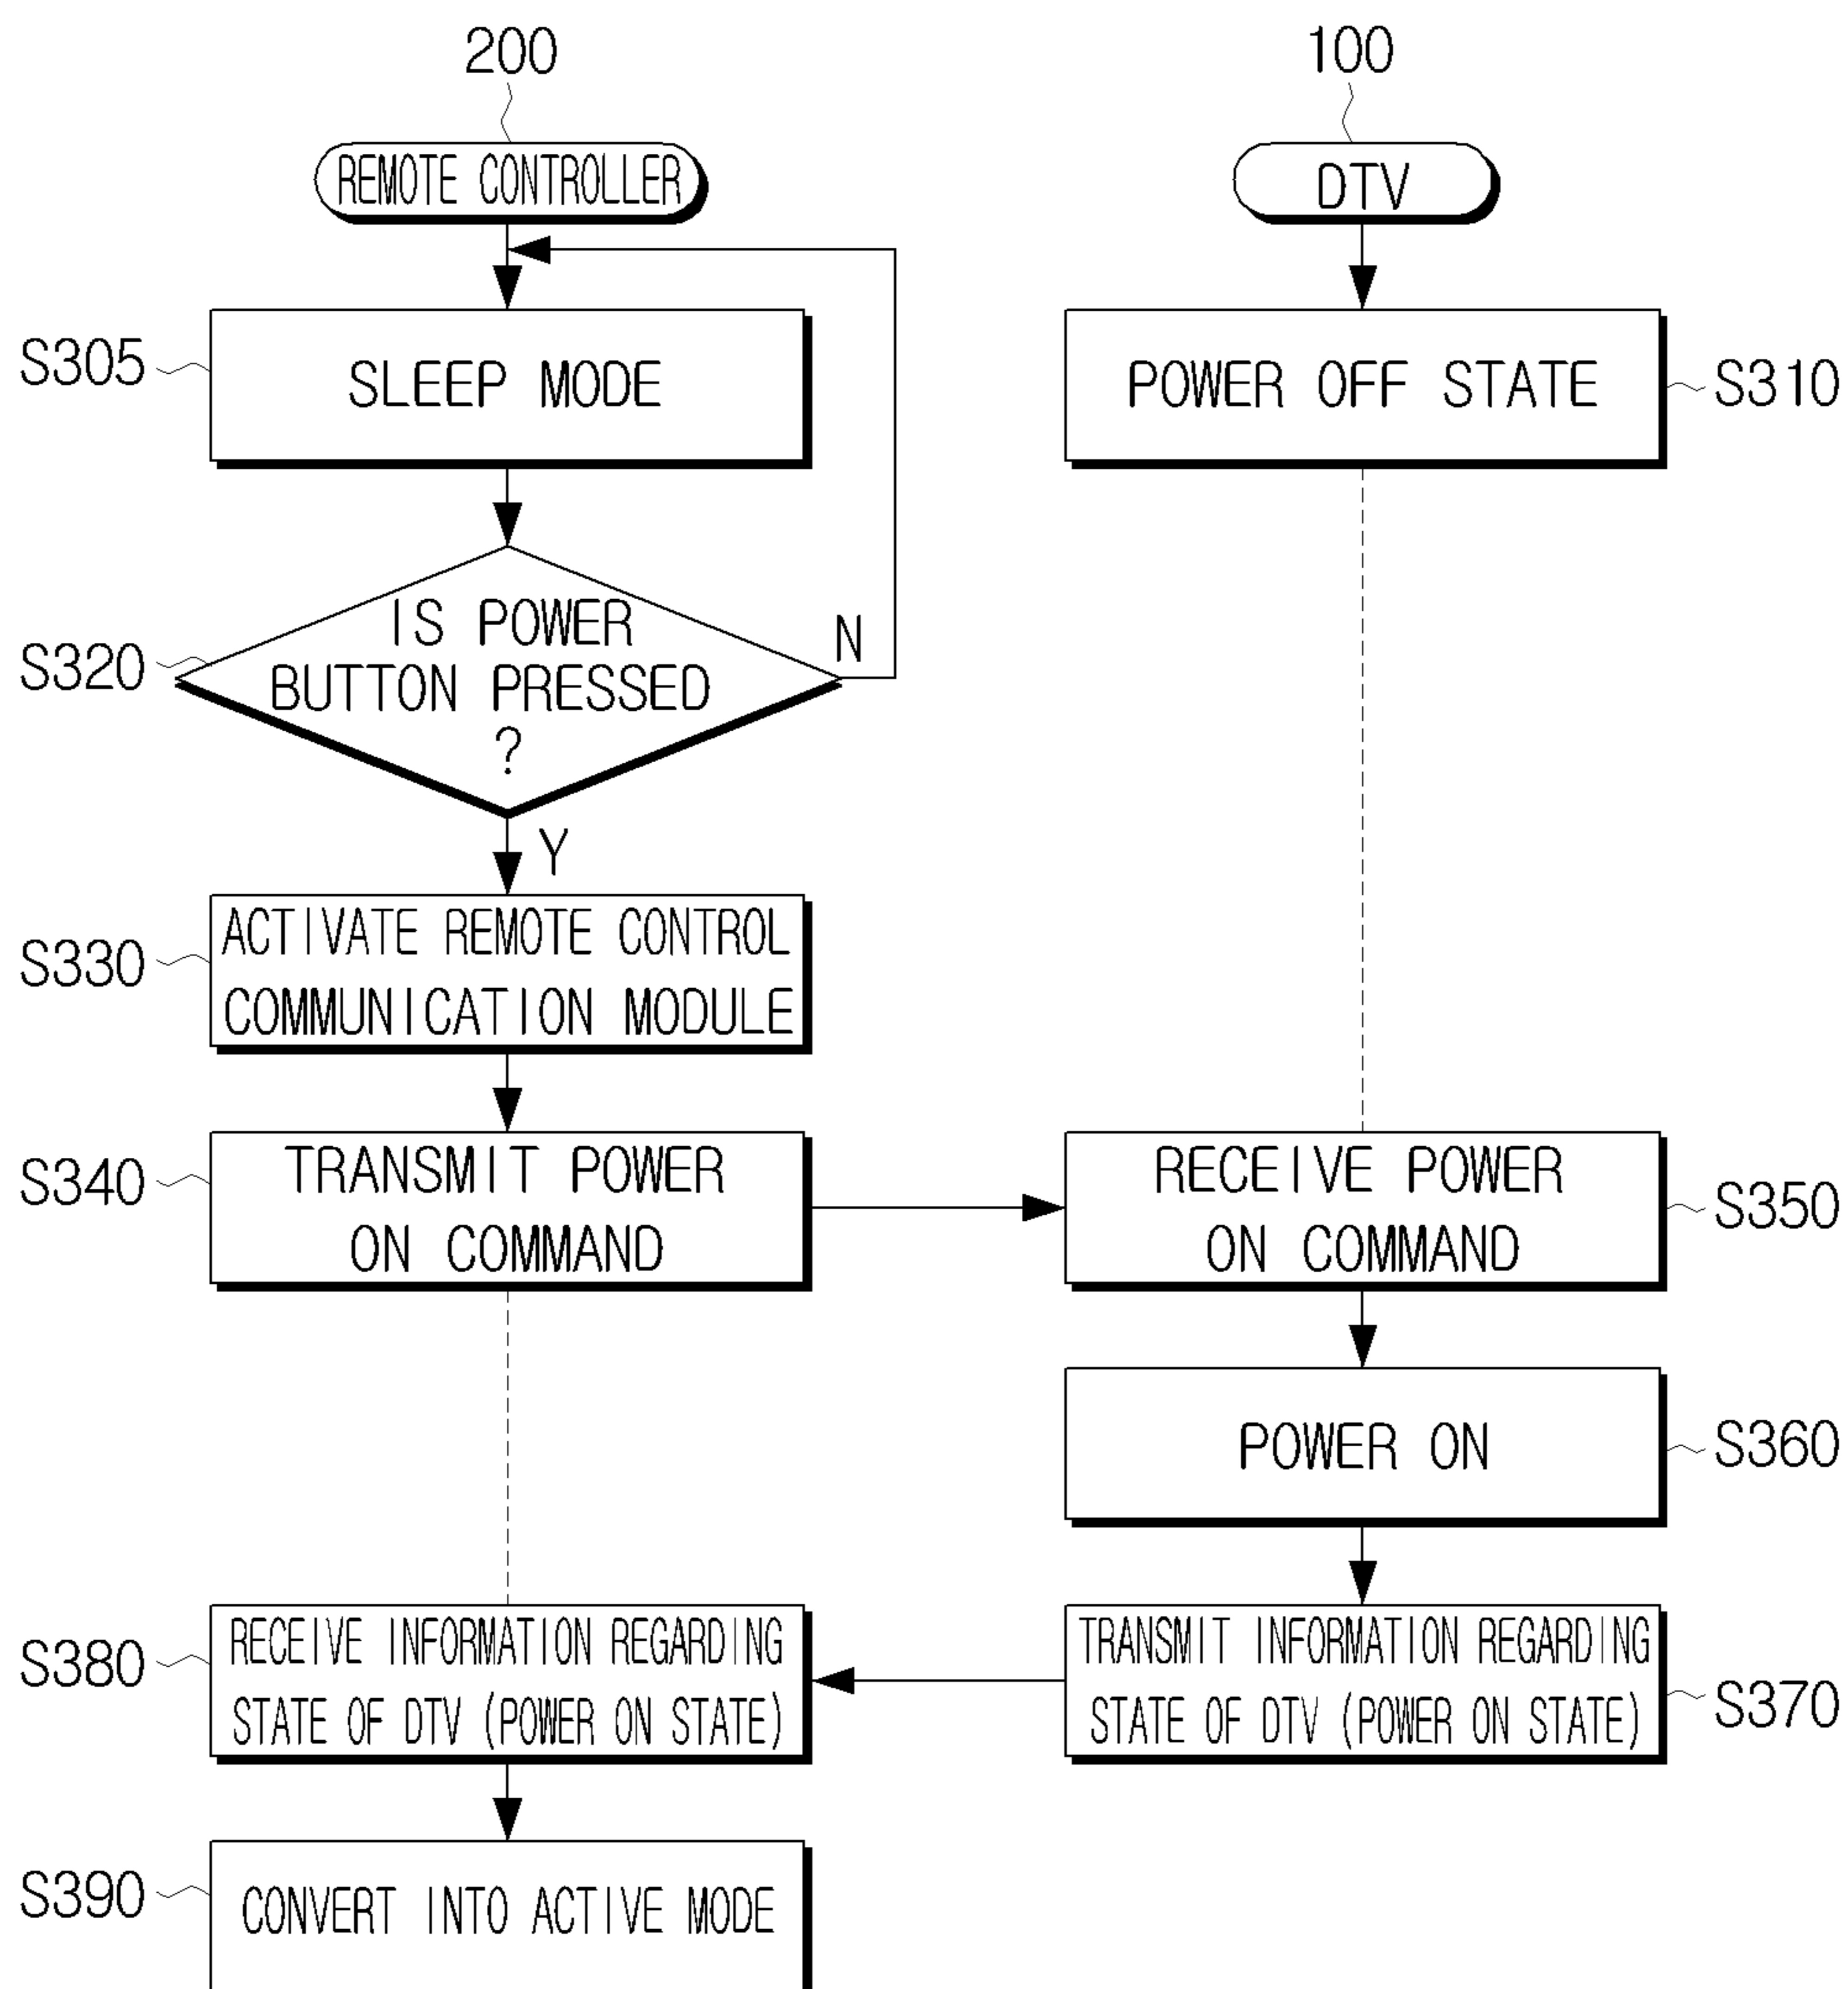 200
100
REMOTE CONTROLLER
DTV
S305
SLEEP MODE
POWER OFF STATE
S310
S320
IS POWER
BUTTON PRESSED
?
N
Y
S330
ACTIVATE REMOTE CONTROL
COMMUNICATION MODULE
S340
TRANSMIT POWER
ON COMMAND
RECEIVE POWER
ON COMMAND
S350
POWER ON
S360
S380
RECEIVE INFORMATION REGARDING
STATE OF DTV (POWER ON STATE)
TRANSMIT INFORMATION REGARDING
STATE OF DTV (POWER ON STATE)
S370
S390
CONVERT INTO ACTIVE MODE